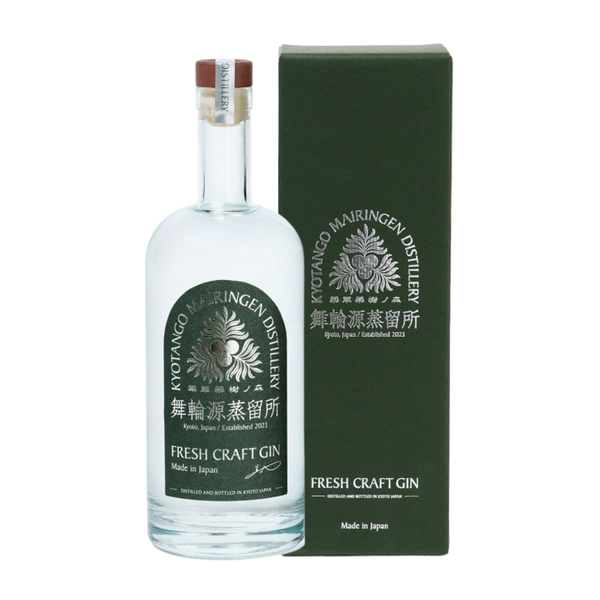 DISTILLERY
KYOTANGO MAIRINGEN DISTILLERY
舞輪源蒸留所
Kyoto, Japan / Established 2023
FRESH CRAFT GIN
Made in Japan
DISTILLED AND BOTTLED IN KYOTO JAPAN
KYOTANGO MAIRINGEN DISTILLERY
舞輪源蒸留所
Kyoto, Japan / Established 2023
FRESH CRAFT GIN
DISTILLED AND BOTTLED IN KYOTO JAPAN
Made in Japan